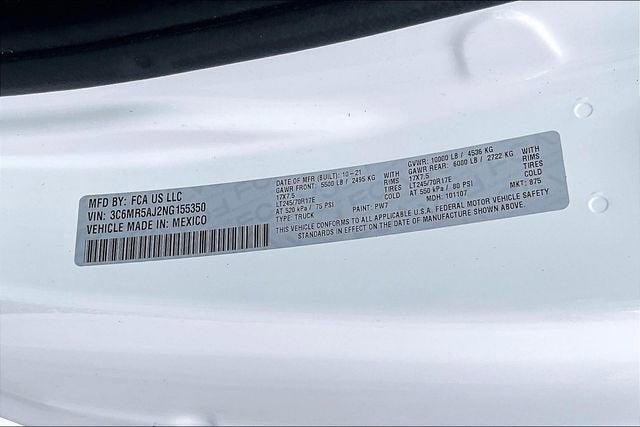 MFD BY: FCA US LLC
VIN: 3C6MR5AJ2NG155350
VEHICLE MADE IN: MEXICO
DATE OF MFR (BUILT): 10-21
GAWR FRONT: 5500 LB / 2495 KG WITH
17X7.5 RIMS
LT245/70R17E TIRES
AT 520 kPa / 75 PSI COLD
TYPE: TRUCK PAINT: PW7
GVWR: 10000 LB / 4536 KG
GAWR REAR: 6000 LB / 2722 KG WITH
17X7.5 RIMS
LT245/70R17E TIRES
AT 550 kPa / 80 PSI COLD
MDH: 101107 MKT: 875
THIS VEHICLE CONFORMS TO ALL APPLICABLE U.S.A. FEDERAL MOTOR VEHICLE SAFETY
STANDARDS IN EFFECT ON THE DATE OF MANUFACTURE SHOWN ABOVE.